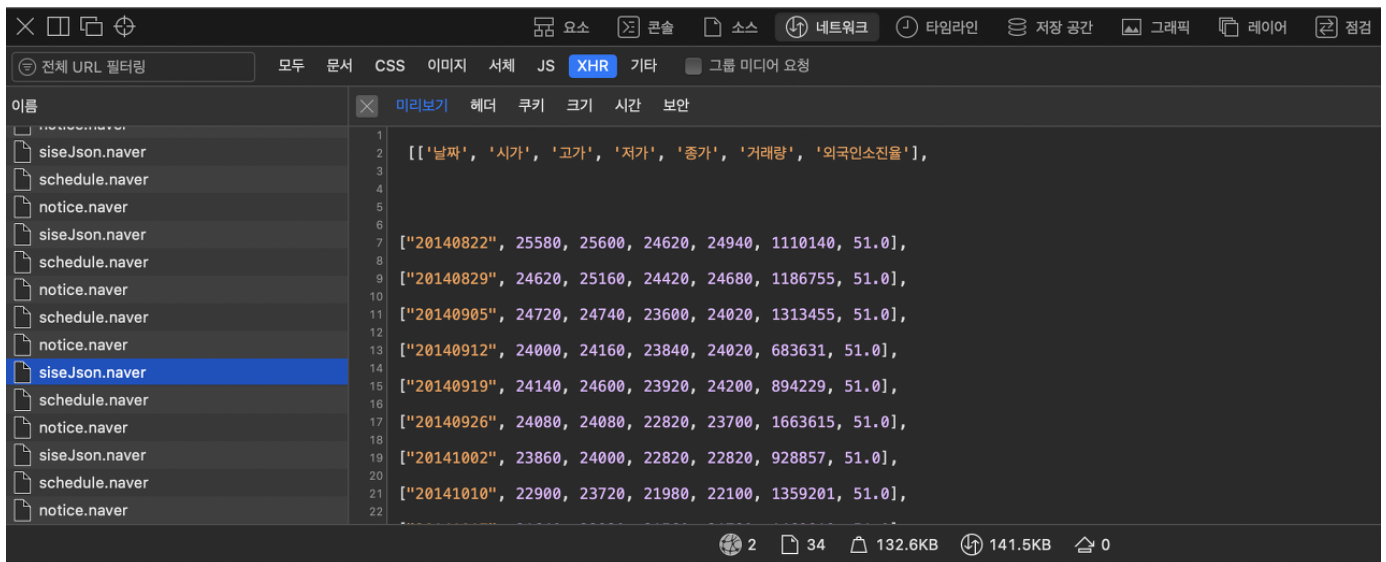 요소 콘솔 소스 네트워크 타임라인 저장 공간 그래픽 레이어 점검
전체 URL 필터링 모두 문서 CSS 이미지 서체 JS XHR 기타 그룹 미디어 요청
이름 미리보기 헤더 쿠키 크기 시간 보안
notice.naver
siseJson.naver
schedule.naver
notice.naver
siseJson.naver
schedule.naver
notice.naver
schedule.naver
notice.naver
siseJson.naver
schedule.naver
notice.naver
siseJson.naver
schedule.naver
notice.naver
1
2 [['날짜', '시가', '고가', '저가', '종가', '거래량', '외국인소진율'],
3
4
5
6
7 ["20140822", 25580, 25600, 24620, 24940, 1110140, 51.0],
8
9 ["20140829", 24620, 25160, 24420, 24680, 1186755, 51.0],
10
11 ["20140905", 24720, 24740, 23600, 24020, 1313455, 51.0],
12
13 ["20140912", 24000, 24160, 23840, 24020, 683631, 51.0],
14
15 ["20140919", 24140, 24600, 23920, 24200, 894229, 51.0],
16
17 ["20140926", 24080, 24080, 22820, 23700, 1663615, 51.0],
18
19 ["20141002", 23860, 24000, 22820, 22820, 928857, 51.0],
20
21 ["20141010", 22900, 23720, 21980, 22100, 1359201, 51.0],
22
2 34 132.6KB 141.5KB 0